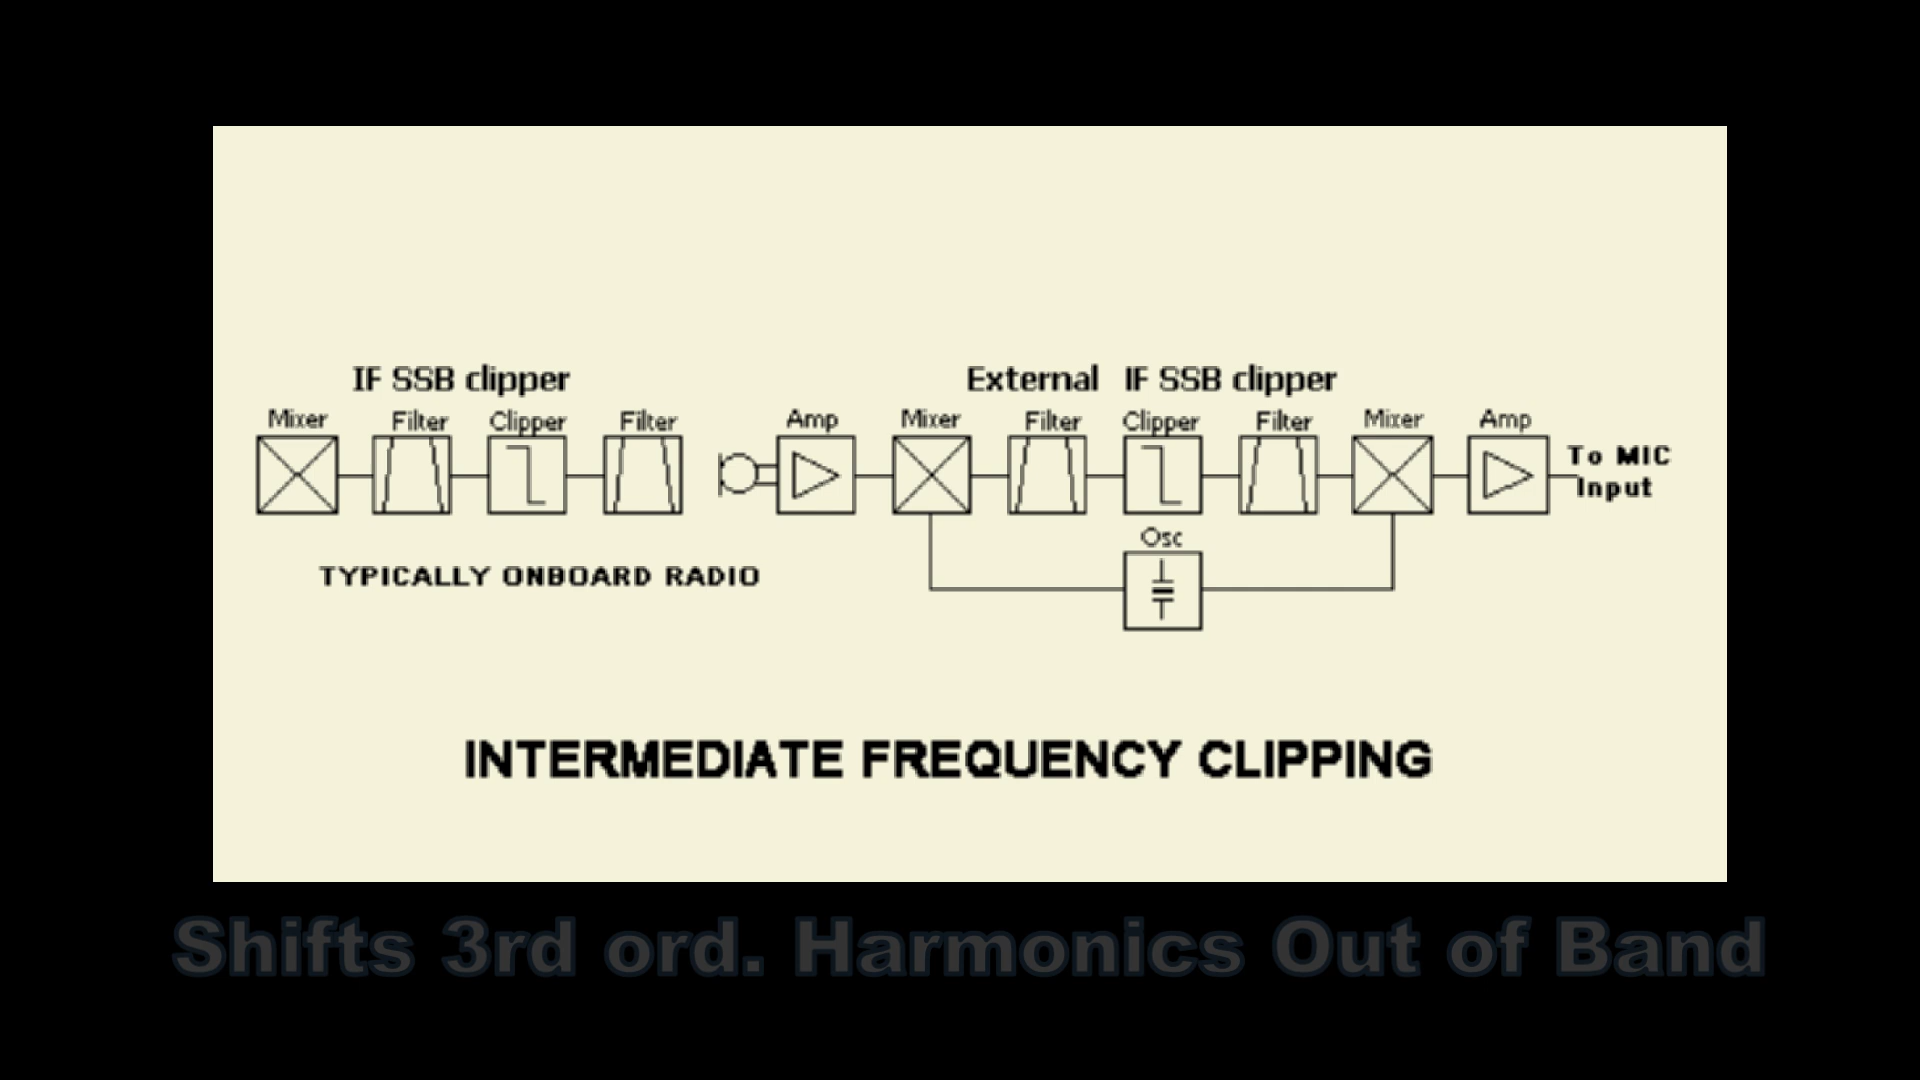 IF SSB clipper
Mixer Filter Clipper Filter
TYPICALLY ONBOARD RADIO
External IF SSB clipper
Amp Mixer Filter Clipper Filter Mixer Amp
To MIC
Input
Osc
INTERMEDIATE FREQUENCY CLIPPING
Shifts 3rd ord. Harmonics Out of Band